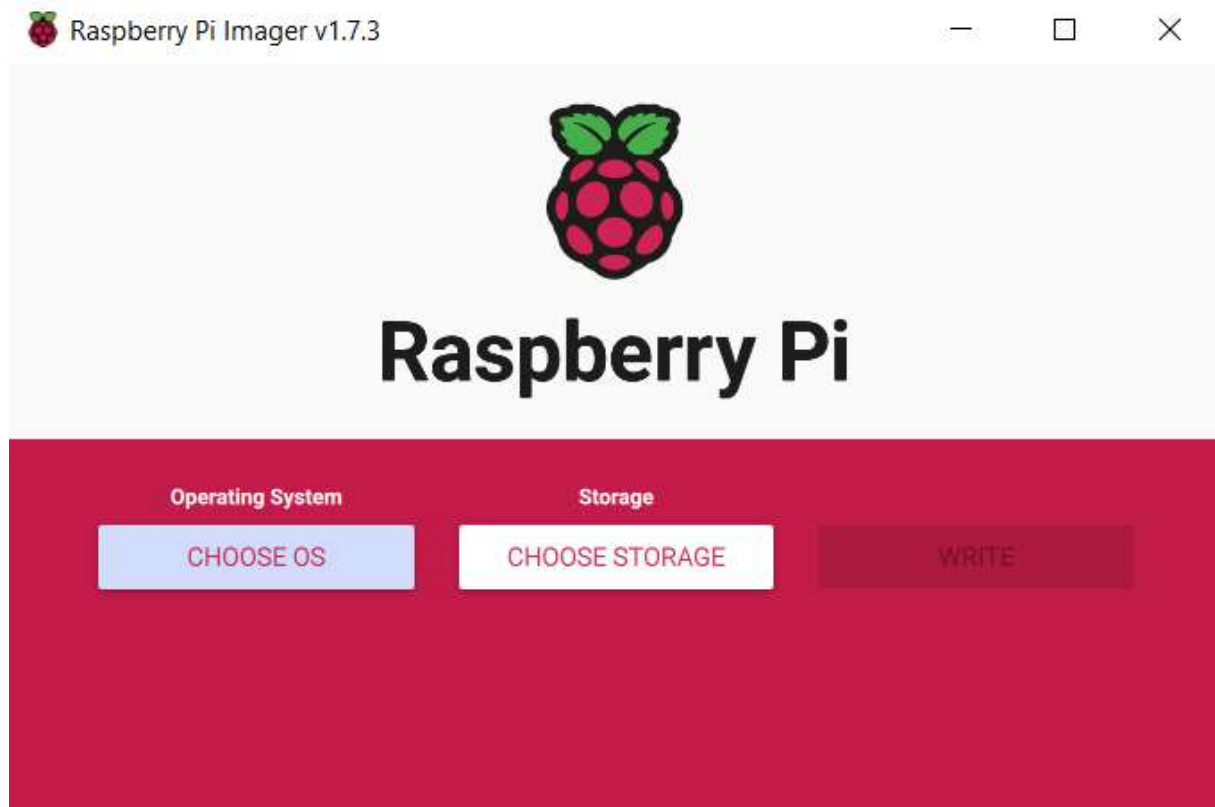 Raspberry Pi Imager v1.7.3
Raspberry Pi
Operating System
Storage
CHOOSE OS
CHOOSE STORAGE
WRITE